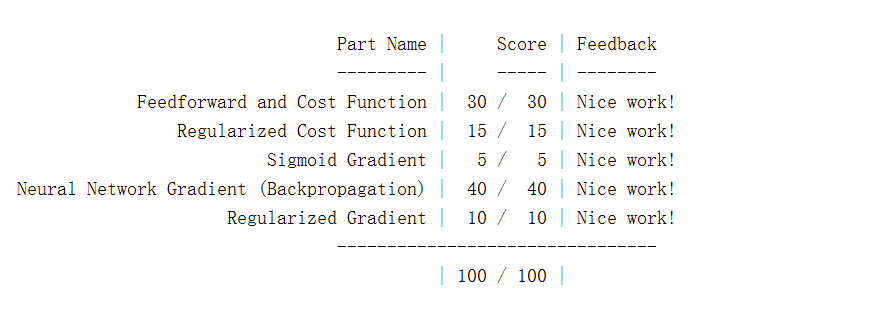 Part Name | Score | Feedback
--------- | ----- | --------
Feedforward and Cost Function | 30 / 30 | Nice work!
Regularized Cost Function | 15 / 15 | Nice work!
Sigmoid Gradient | 5 / 5 | Nice work!
Neural Network Gradient (Backpropagation) | 40 / 40 | Nice work!
Regularized Gradient | 10 / 10 | Nice work!
--------------------------------
| 100 / 100 |